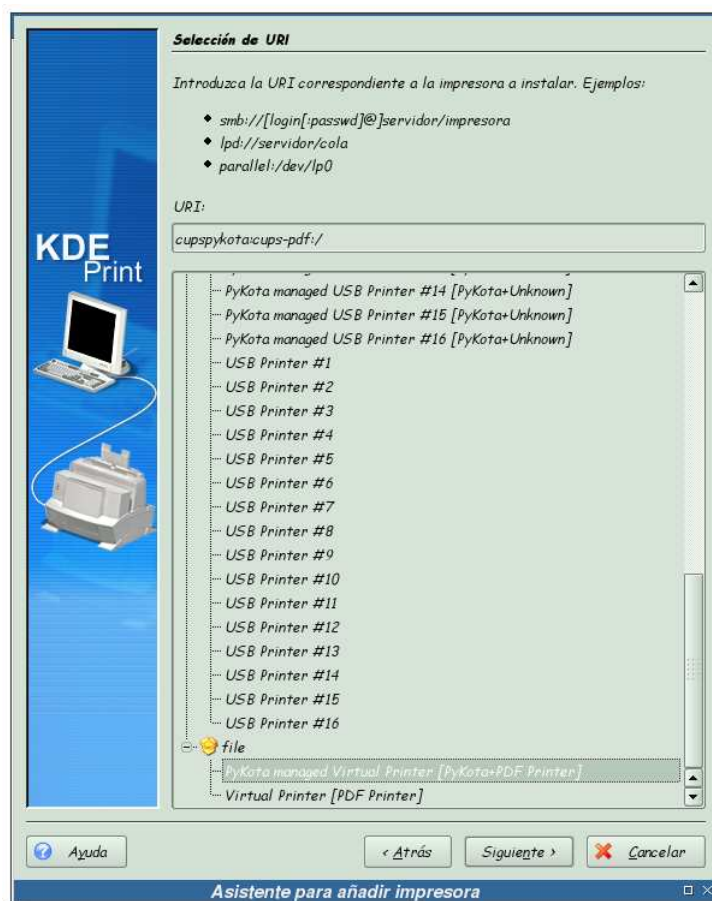 Selección de URI
Introduzca la URI correspondiente a la impresora a instalar. Ejemplos:
smb://[login[:passwd]@]servidor/impresora
lpd://servidor/cola
parallel:/dev/lp0
URI:
cupspykota:cups-pdf:/
KDE
Print
PyKota managed USB Printer #14 [PyKota+Unknown]
PyKota managed USB Printer #15 [PyKota+Unknown]
PyKota managed USB Printer #16 [PyKota+Unknown]
USB Printer #1
USB Printer #2
USB Printer #3
USB Printer #4
USB Printer #5
USB Printer #6
USB Printer #7
USB Printer #8
USB Printer #9
USB Printer #10
USB Printer #11
USB Printer #12
USB Printer #13
USB Printer #14
USB Printer #15
USB Printer #16
file
PyKota managed Virtual Printer [PyKota+PDF Printer]
Virtual Printer [PDF Printer]
Ayuda
< Atrás
Siguiente >
Cancelar
Asistente para añadir impresora